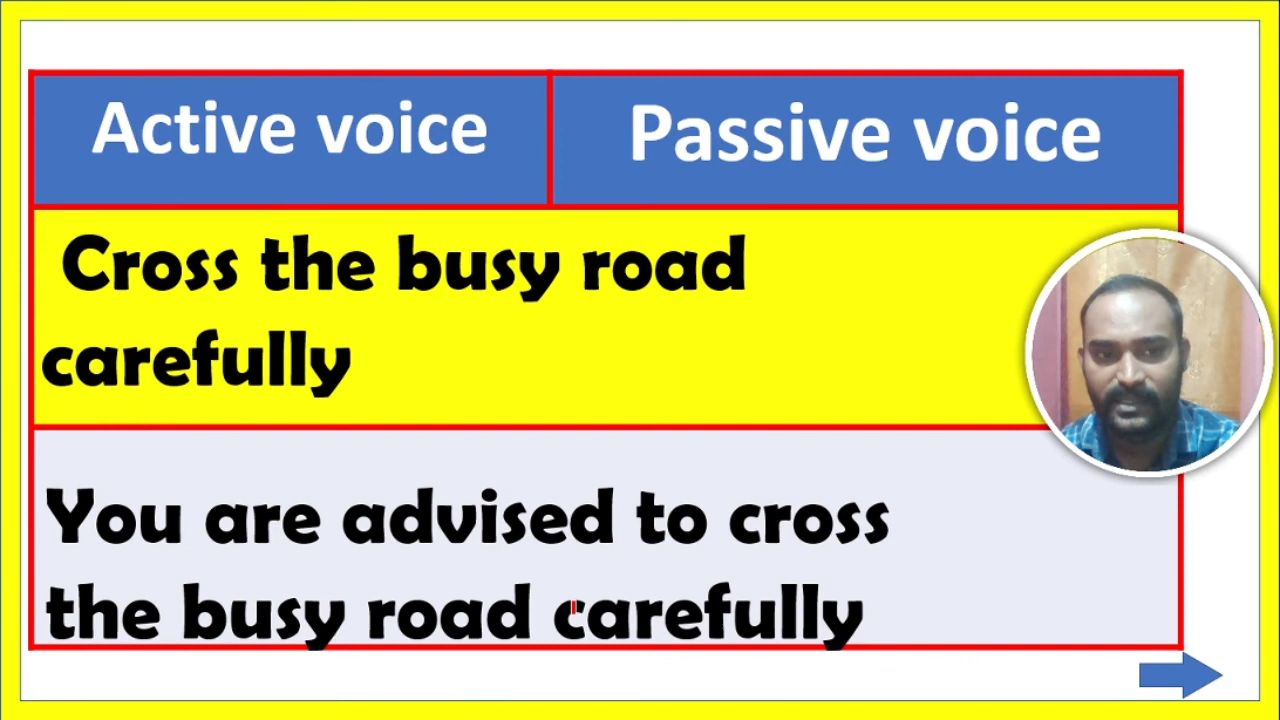 Active voice
Passive voice
Cross the busy road
carefully
You are advised to cross
the busy road carefully